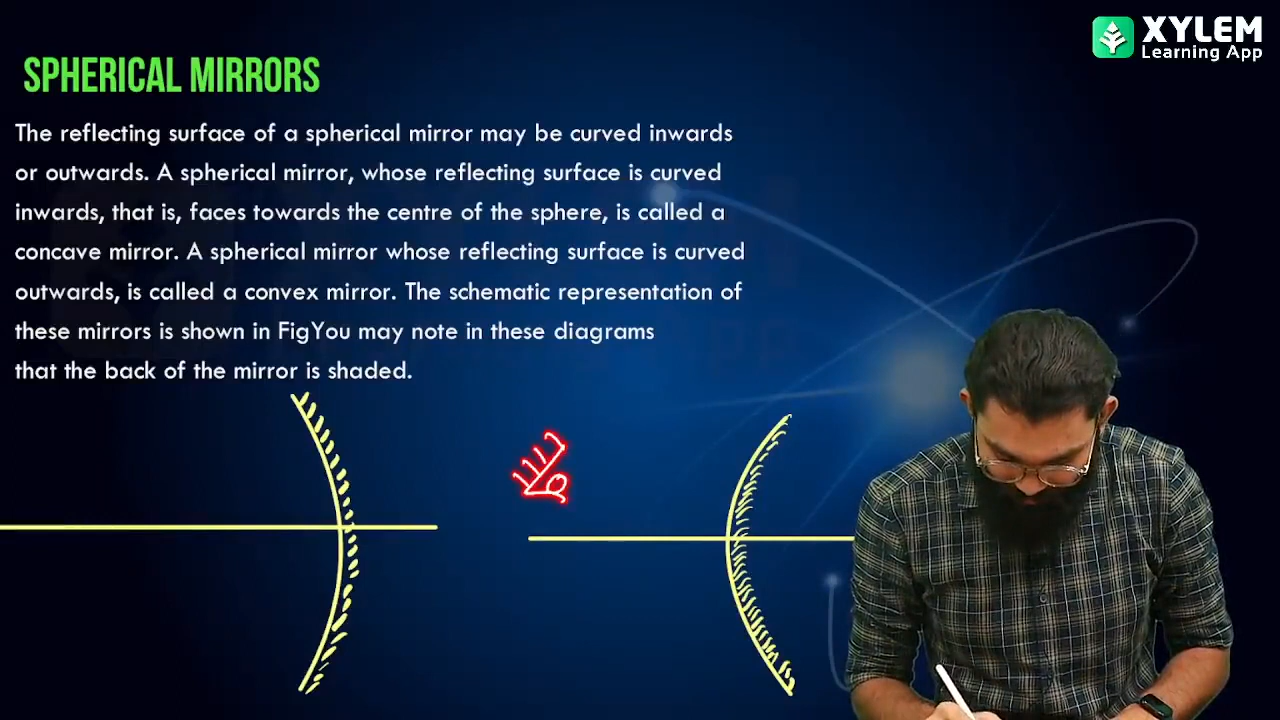 XYLEM
Learning App
SPHERICAL MIRRORS
The reflecting surface of a spherical mirror may be curved inwards
or outwards. A spherical mirror, whose reflecting surface is curved
inwards, that is, faces towards the centre of the sphere, is called a
concave mirror. A spherical mirror whose reflecting surface is curved
outwards, is called a convex mirror. The schematic representation of
these mirrors is shown in FigYou may note in these diagrams
that the back of the mirror is shaded.